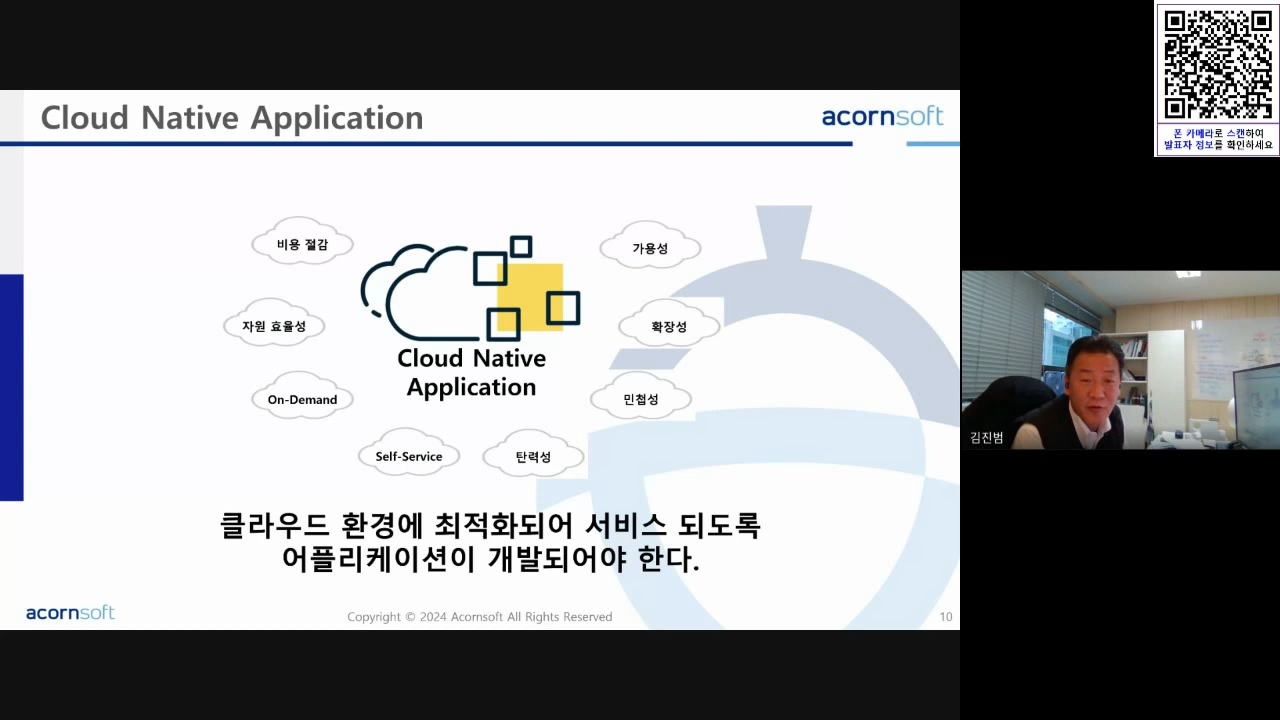 Cloud Native Application
acornsoft
비용 절감
가용성
자원 효율성
확장성
Cloud Native
Application
On-Demand
민첩성
Self-Service
탄력성
클라우드 환경에 최적화되어 서비스 되도록
어플리케이션이 개발되어야 한다.
acornsoft
Copyright © 2024 Acornsoft All Rights Reserved
10
폰 카메라로 스캔하여
발표자 정보를 확인하세요
김진범